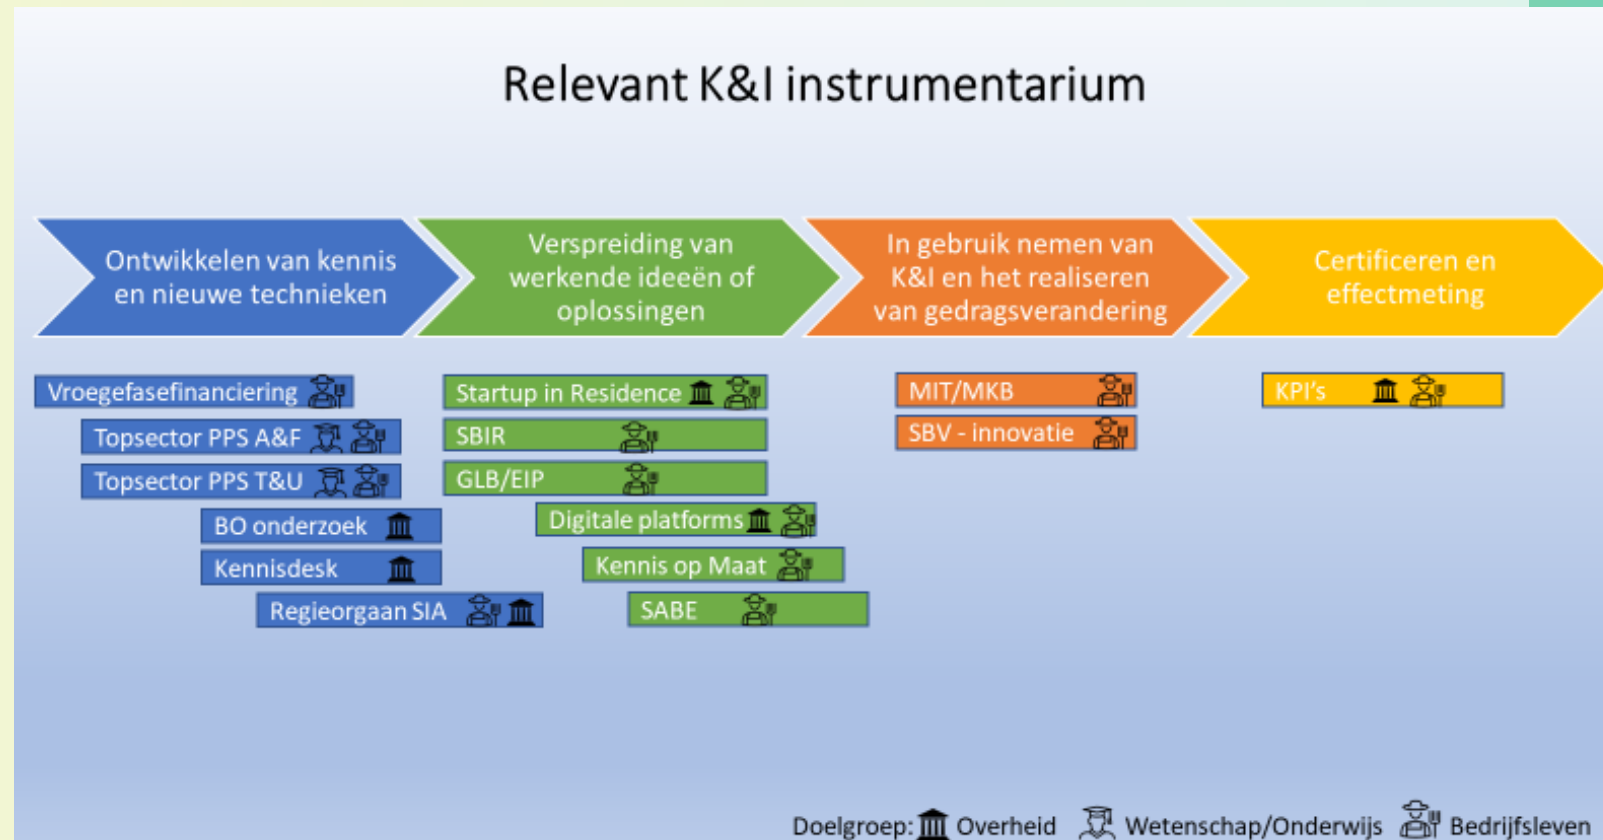 Relevant K&I instrumentarium
Ontwikkelen van kennis
en nieuwe technieken
Verspreiding van
werkende ideeën of
oplossingen
In gebruik nemen van
K&I en het realiseren
van gedragsverandering
Certificeren en
effectmeting
Vroegefasefinanciering
Topsector PPS A&F
Topsector PPS T&U
BO onderzoek
Kennisdesk
Regieorgaan SIA
Startup in Residence
SBIR
GLB/EIP
Digitale platforms
Kennis op Maat
SABE
MIT/MKB
SBV - innovatie
KPI's
Doelgroep: Overheid Wetenschap/Onderwijs Bedrijfsleven